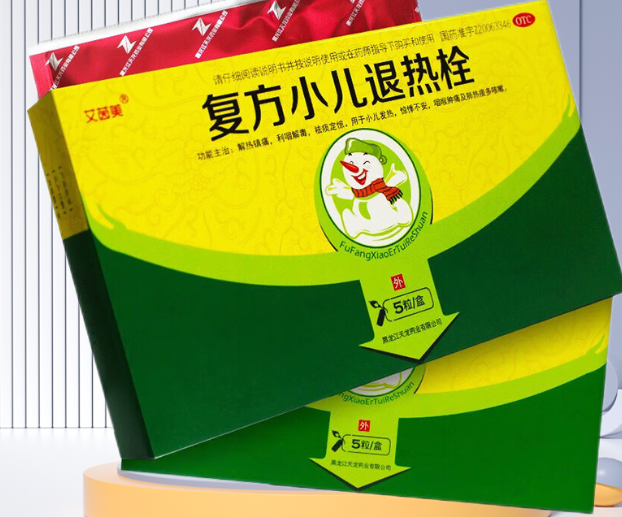 请仔细阅读说明书并按说明使用或在药师指导下购买和使用 国药准字Z20063346
OTC
艾茵美®
复方小儿退热栓
功能主治：解热镇痛，利咽解毒，祛痰定惊。用于小儿发热，惊悸不安，咽喉肿痛及肺热痰多咳嗽。
FuFangXiaoErTuiReShuan
外
5粒/盒
黑龙江天龙药业有限公司
ngXiaoErTuiReShu
外
5粒/盒
黑龙江天龙药业有限公司